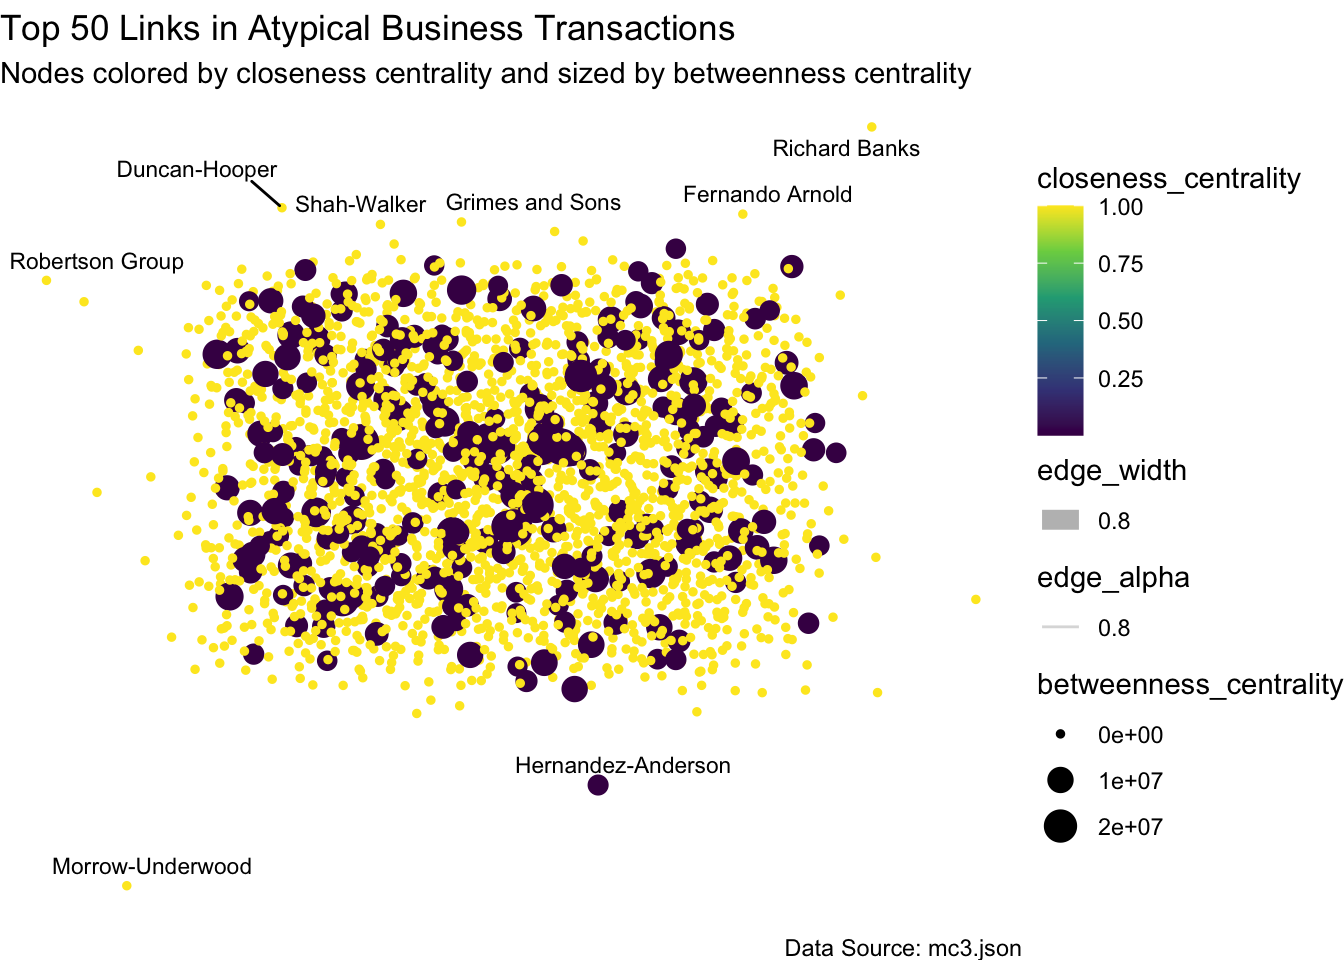 Top 50 Links in Atypical Business Transactions
Nodes colored by closeness centrality and sized by betweenness centrality
Richard Banks
Duncan-Hooper
Shah-Walker
Grimes and Sons
Fernando Arnold
Robertson Group
Hernandez-Anderson
Morrow-Underwood
closeness_centrality
1.00
0.75
0.50
0.25
edge_width
0.8
edge_alpha
0.8
betweenness_centrality
0e+00
1e+07
2e+07
Data Source: mc3.json